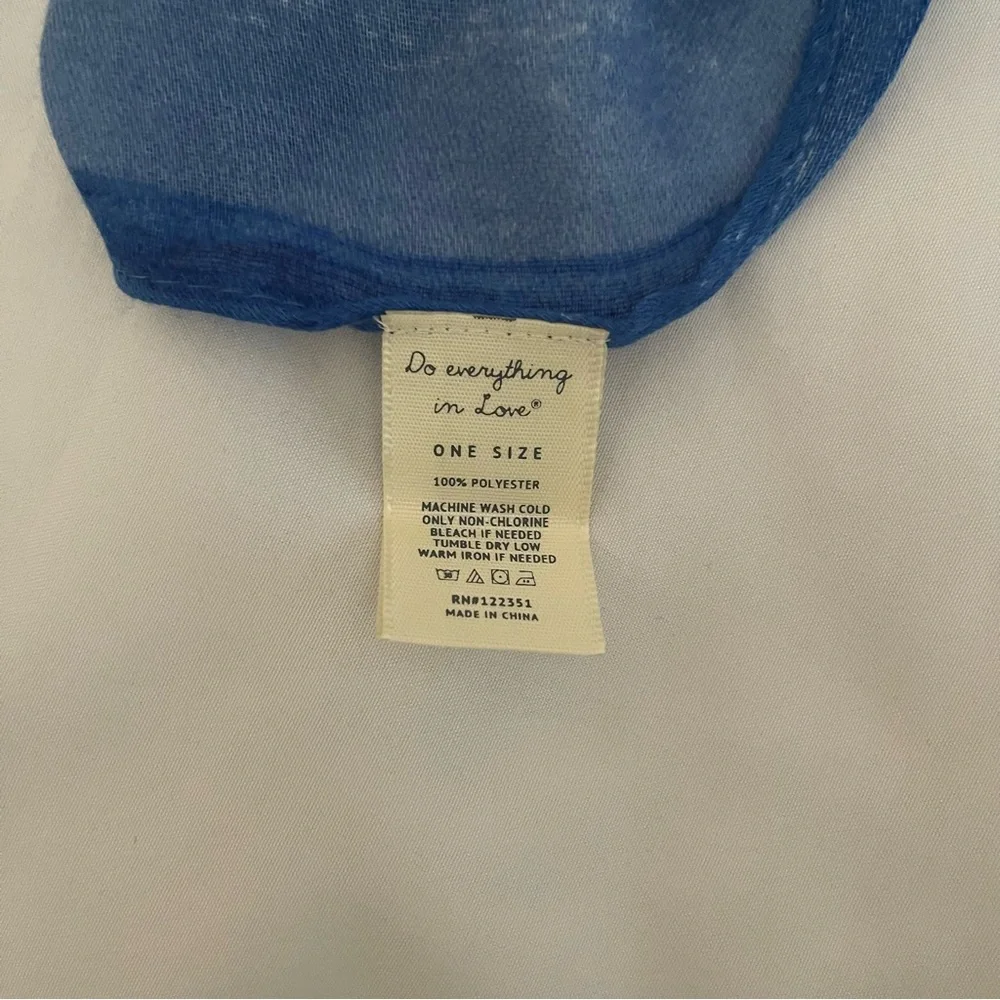 Do everything
in Love®
ONE SIZE
100% POLYESTER
MACHINE WASH COLD
ONLY NON-CHLORINE
BLEACH IF NEEDED
TUMBLE DRY LOW
WARM IRON IF NEEDED
30
RN#122351
MADE IN CHINA